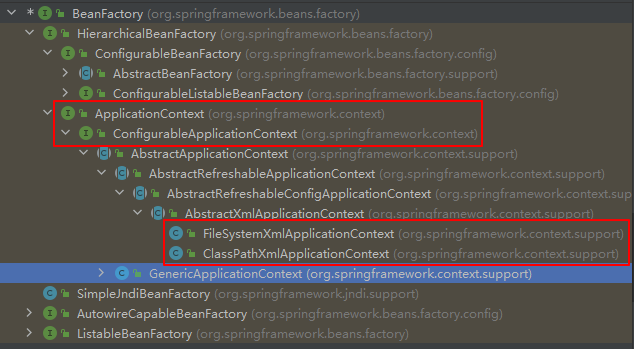 * BeanFactory (org.springframework.beans.factory)
HierarchicalBeanFactory (org.springframework.beans.factory)
ConfigurableBeanFactory (org.springframework.beans.factory.config)
AbstractBeanFactory (org.springframework.beans.factory.support)
ConfigurableListableBeanFactory (org.springframework.beans.factory.config)
ApplicationContext (org.springframework.context)
ConfigurableApplicationContext (org.springframework.context)
AbstractApplicationContext (org.springframework.context.support)
AbstractRefreshableApplicationContext (org.springframework.context.support)
AbstractRefreshableConfigApplicationContext (org.springframework.context.su
AbstractXmlApplicationContext (org.springframework.context.support)
FileSystemXmlApplicationContext (org.springframework.context.support)
ClassPathXmlApplicationContext (org.springframework.context.support)
GenericApplicationContext (org.springframework.context.support)
SimpleJndiBeanFactory (org.springframework.jndi.support)
AutowireCapableBeanFactory (org.springframework.beans.factory.config)
ListableBeanFactory (org.springframework.beans.factory)